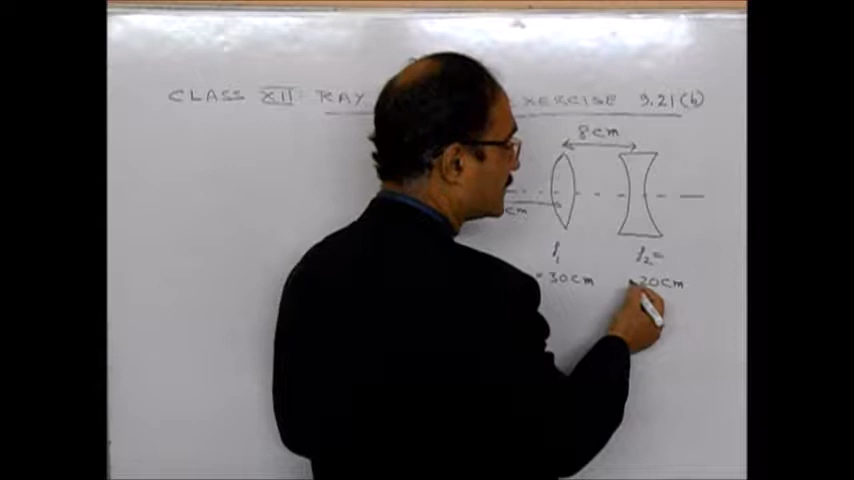 CLASS XII: RAY XERCISE 9.21(b)
8cm
cm
f1 f2=
= 30cm 20cm